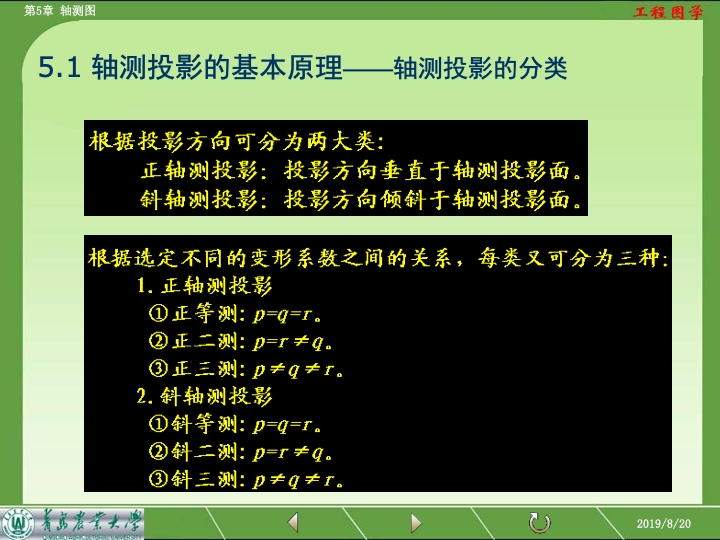 第5章 轴测图
工程图学
5.1 轴测投影的基本原理——轴测投影的分类
根据投影方向可分为两大类:
正轴测投影: 投影方向垂直于轴测投影面。
斜轴测投影: 投影方向倾斜于轴测投影面。
根据选定不同的变形系数之间的关系，每类又可分为三种:
1. 正轴测投影
①正等测: p=q=r。
②正二测: p=r≠q。
③正三测: p≠q≠r。
2. 斜轴测投影
①斜等测: p=q=r。
②斜二测: p=r≠q。
③斜三测: p≠q≠r。
青岛农业大学
2019/8/20